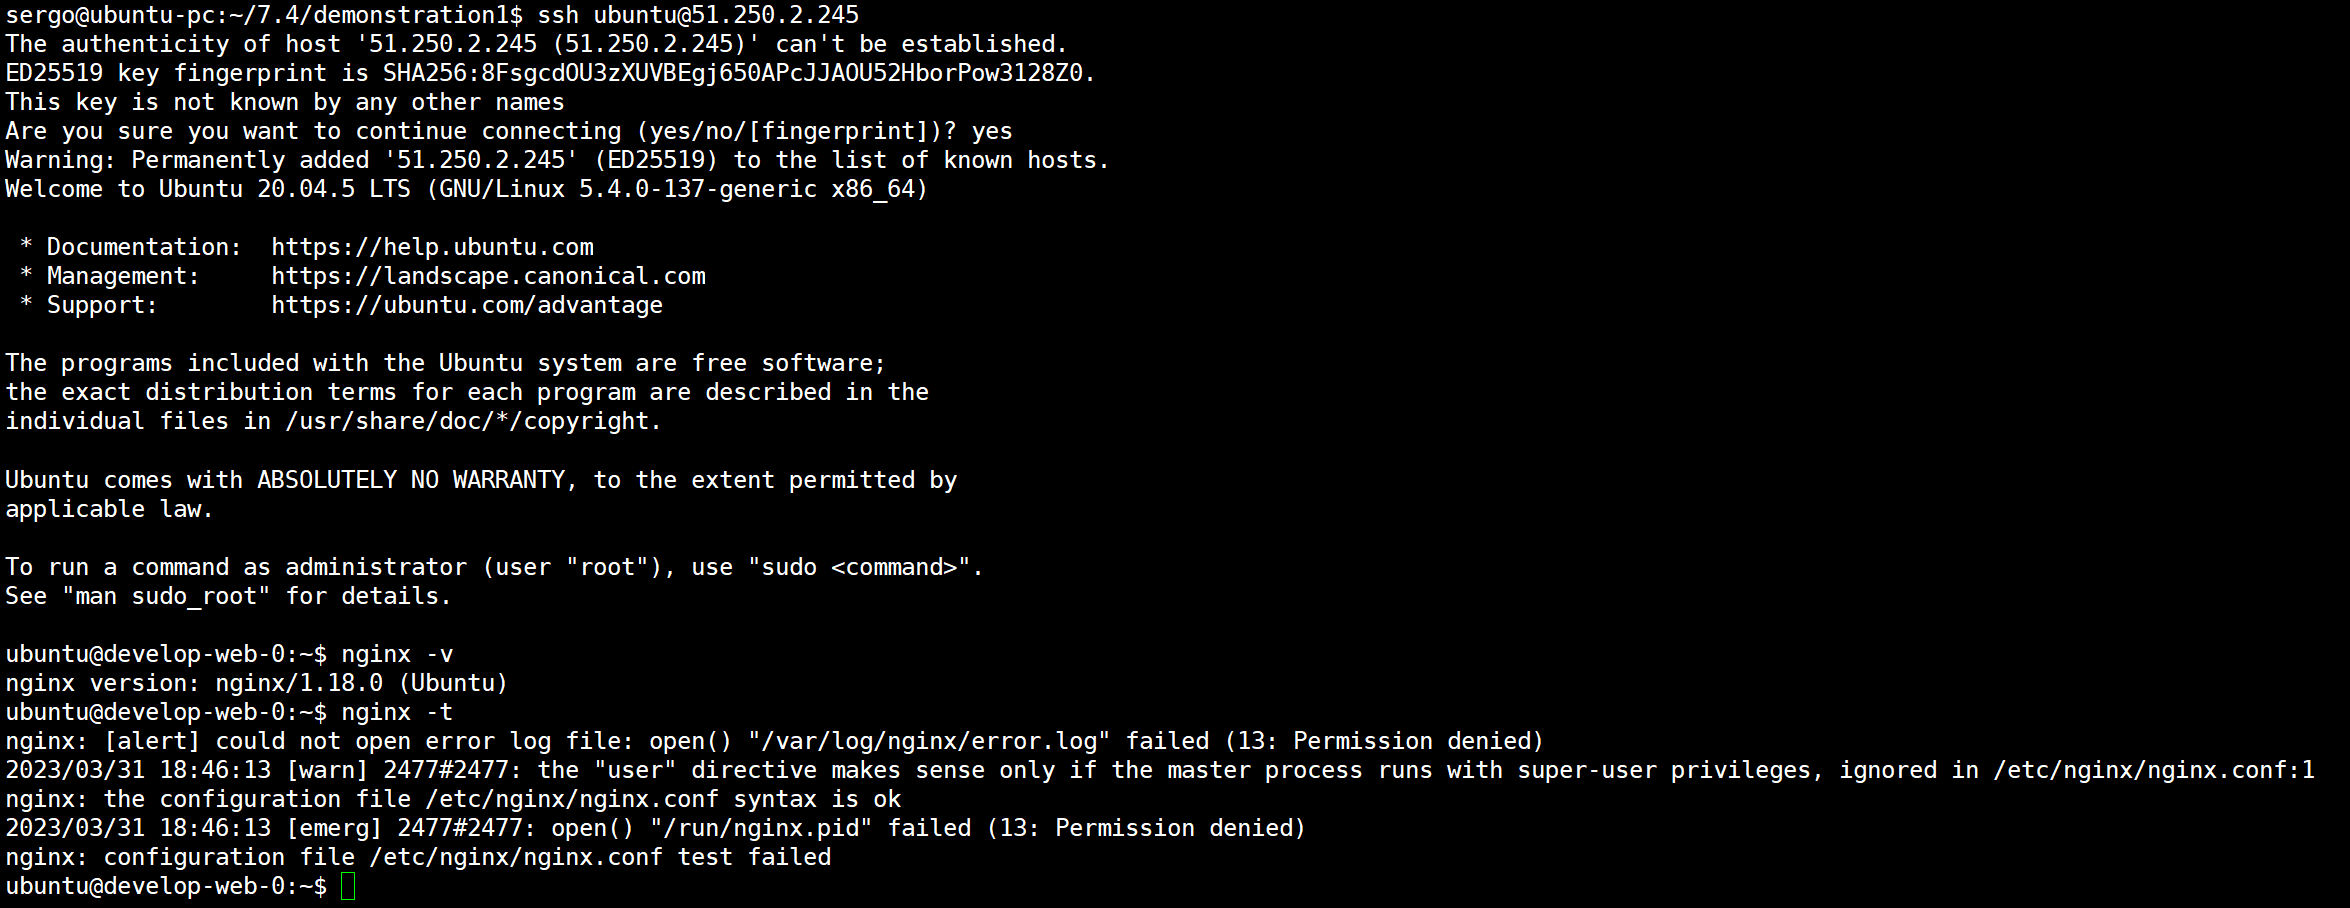 sergo@ubuntu-pc:~/7.4/demonstration1$ ssh ubuntu@51.250.2.245
The authenticity of host '51.250.2.245 (51.250.2.245)' can't be established.
ED25519 key fingerprint is SHA256:8FsgcdOU3zXUVBEgj650APcJJAOU52HborPow3128Z0.
This key is not known by any other names
Are you sure you want to continue connecting (yes/no/[fingerprint])? yes
Warning: Permanently added '51.250.2.245' (ED25519) to the list of known hosts.
Welcome to Ubuntu 20.04.5 LTS (GNU/Linux 5.4.0-137-generic x86_64)

 * Documentation:  https://help.ubuntu.com
 * Management:     https://landscape.canonical.com
 * Support:        https://ubuntu.com/advantage

The programs included with the Ubuntu system are free software;
the exact distribution terms for each program are described in the
individual files in /usr/share/doc/*/copyright.

Ubuntu comes with ABSOLUTELY NO WARRANTY, to the extent permitted by
applicable law.

To run a command as administrator (user "root"), use "sudo <command>".
See "man sudo_root" for details.

ubuntu@develop-web-0:~$ nginx -v
nginx version: nginx/1.18.0 (Ubuntu)
ubuntu@develop-web-0:~$ nginx -t
nginx: [alert] could not open error log file: open() "/var/log/nginx/error.log" failed (13: Permission denied)
2023/03/31 18:46:13 [warn] 2477#2477: the "user" directive makes sense only if the master process runs with super-user privileges, ignored in /etc/nginx/nginx.conf:1
nginx: the configuration file /etc/nginx/nginx.conf syntax is ok
2023/03/31 18:46:13 [emerg] 2477#2477: open() "/run/nginx.pid" failed (13: Permission denied)
nginx: configuration file /etc/nginx/nginx.conf test failed
ubuntu@develop-web-0:~$